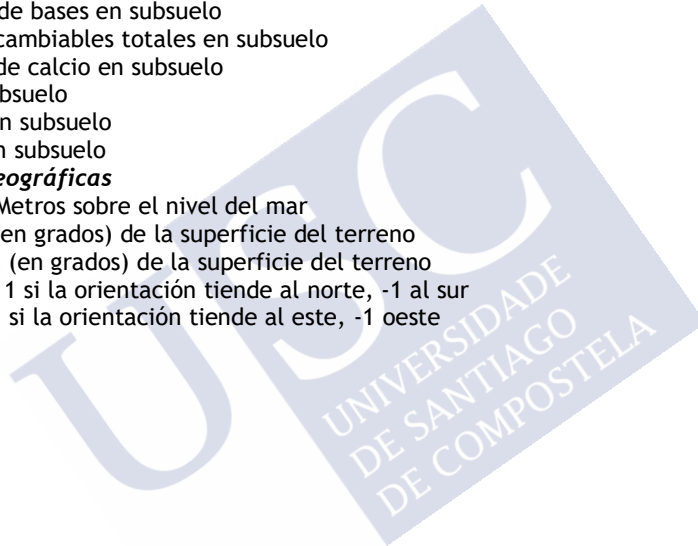 de bases en subsuelo
cambiables totales en subsuelo
de calcio en subsuelo
bsuelo
n subsuelo
n subsuelo
eográficas
Metros sobre el nivel del mar
(en grados) de la superficie del terreno
(en grados) de la superficie del terreno
1 si la orientación tiende al norte, -1 al sur
si la orientación tiende al este, -1 oeste
USC
UNIVERSIDADE
DE SANTIAGO
DE COMPOSTELA